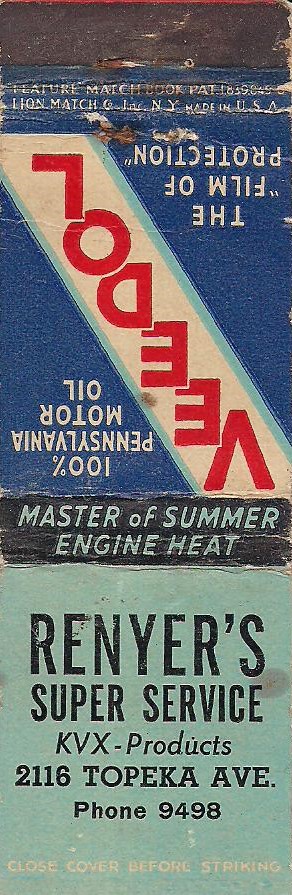 FEATURE MATCH BOOK PAT. 1839045
LION MATCH CO. Inc. N.Y. MADE IN U.S.A.
THE
"FILM OF
PROTECTION"
VEEDOL
100%
PENNSYLVANIA
MOTOR
OIL
MASTER of SUMMER
ENGINE HEAT
RENYER'S
SUPER SERVICE
KVX-Products
2116 TOPEKA AVE.
Phone 9498
CLOSE COVER BEFORE STRIKING